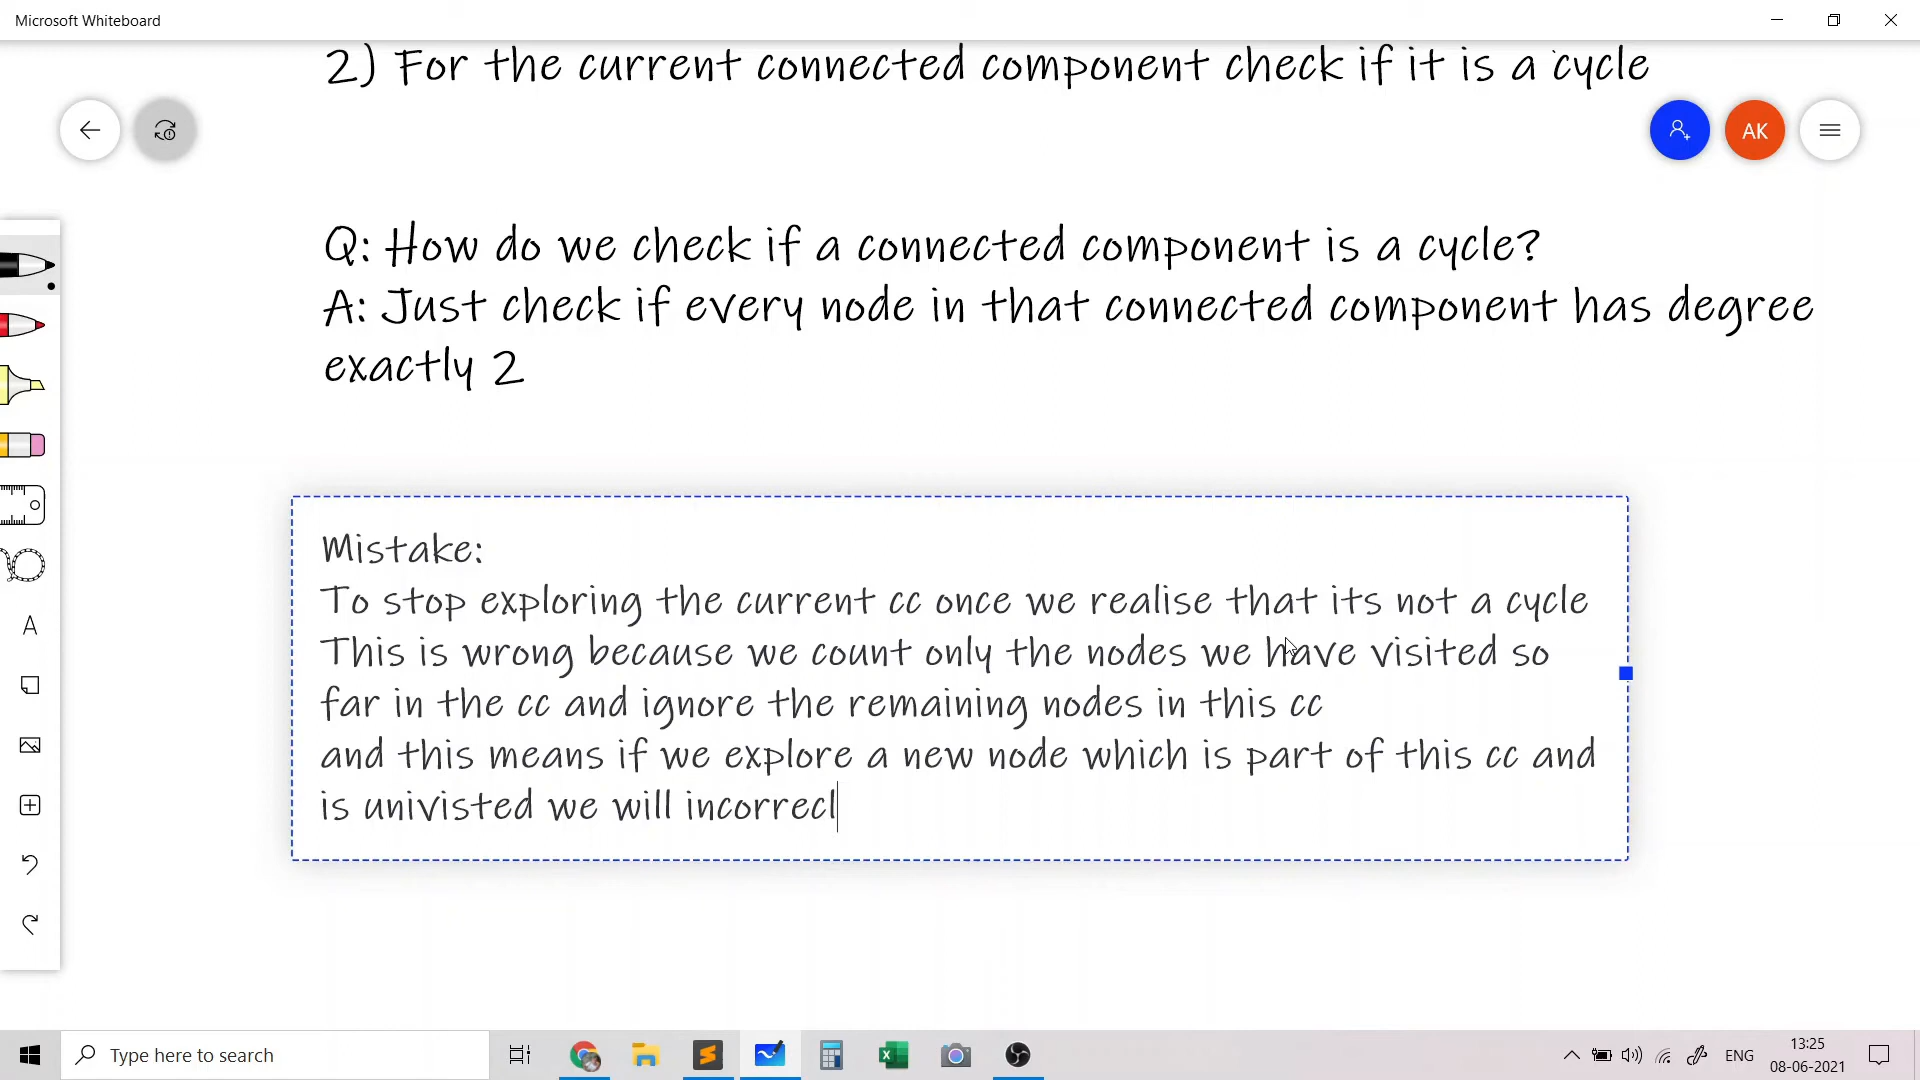 Microsoft Whiteboard
2) For the current connected component check if it is a cycle
AK
Q: How do we check if a connected component is a cycle?
A: Just check if every node in that connected component has degree
exactly 2
Mistake:
To stop exploring the current cc once we realise that its not a cycle
This is wrong because we count only the nodes we have visited so
far in the cc and ignore the remaining nodes in this cc
and this means if we explore a new node which is part of this cc and
is univisted we will incorrecl
A
Type here to search
ENG
13:25
08-06-2021